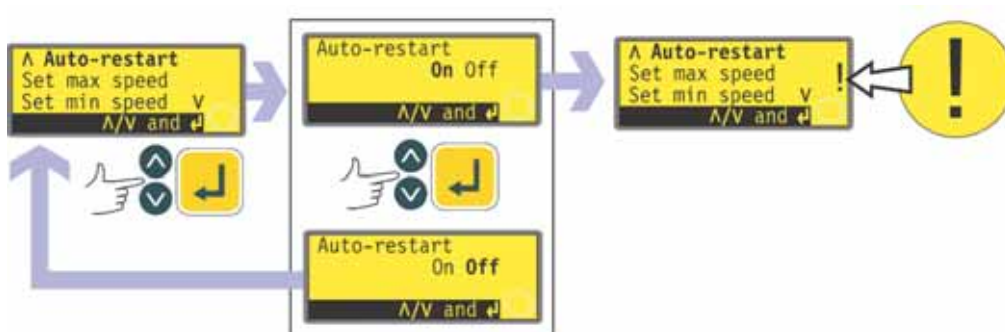 Λ Auto-restart
Set max speed
Set min speed V
Λ/V and ↲
Auto-restart
On Off
Λ/V and ↲
Λ Auto-restart
Set max speed !
Set min speed V
Λ/V and ↲
!
Auto-restart
On Off
Λ/V and ↲